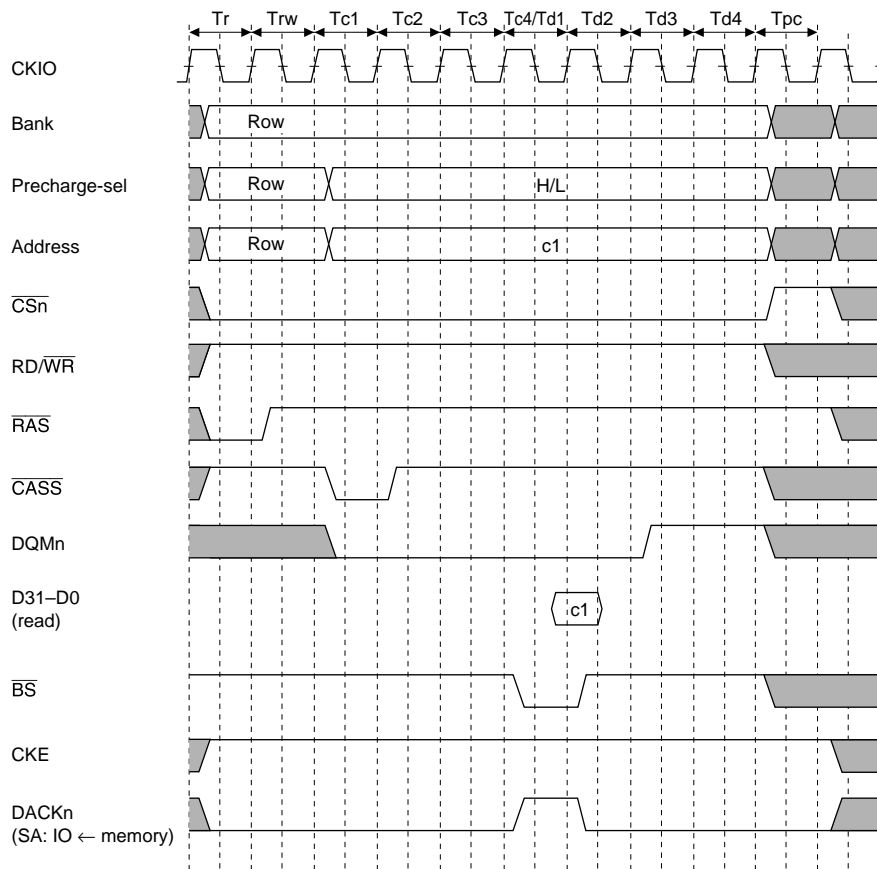 Tr Trw Tc1 Tc2 Tc3 Tc4/Td1 Td2 Td3 Td4 Tpc
CKIO
Bank Row
Precharge-sel Row H/L
Address Row c1
CSn
RD/WR
RAS
CASS
DQMn
D31–D0
(read) c1
BS
CKE
DACKn
(SA: IO ← memory)